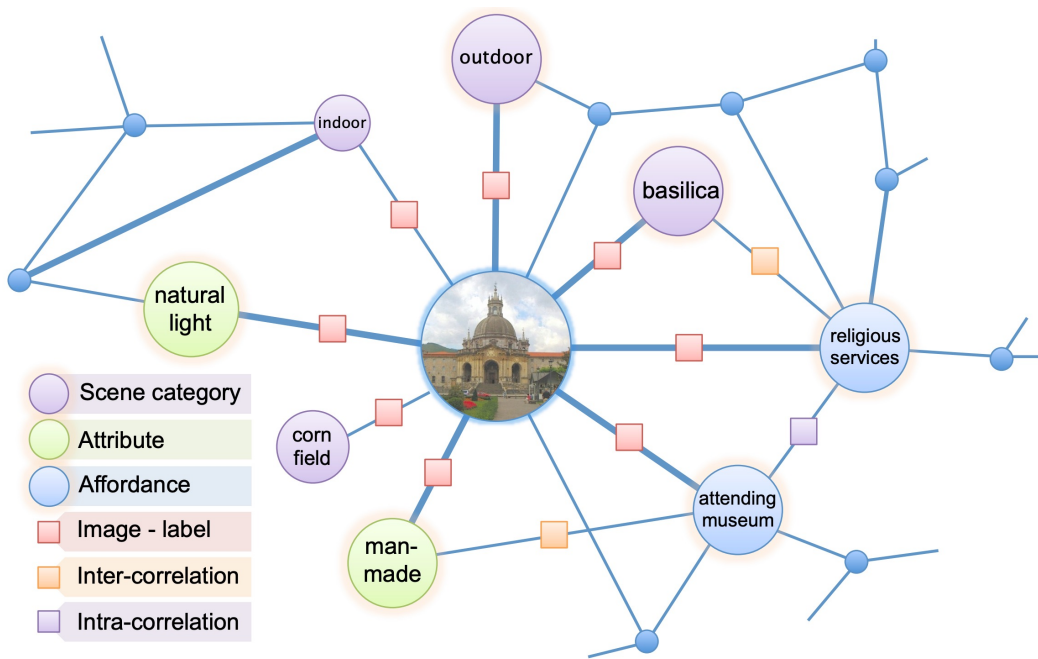 outdoor
indoor
basilica
natural
light
religious
services
corn
field
attending
museum
man-
made
Scene category
Attribute
Affordance
Image - label
Inter-correlation
Intra-correlation